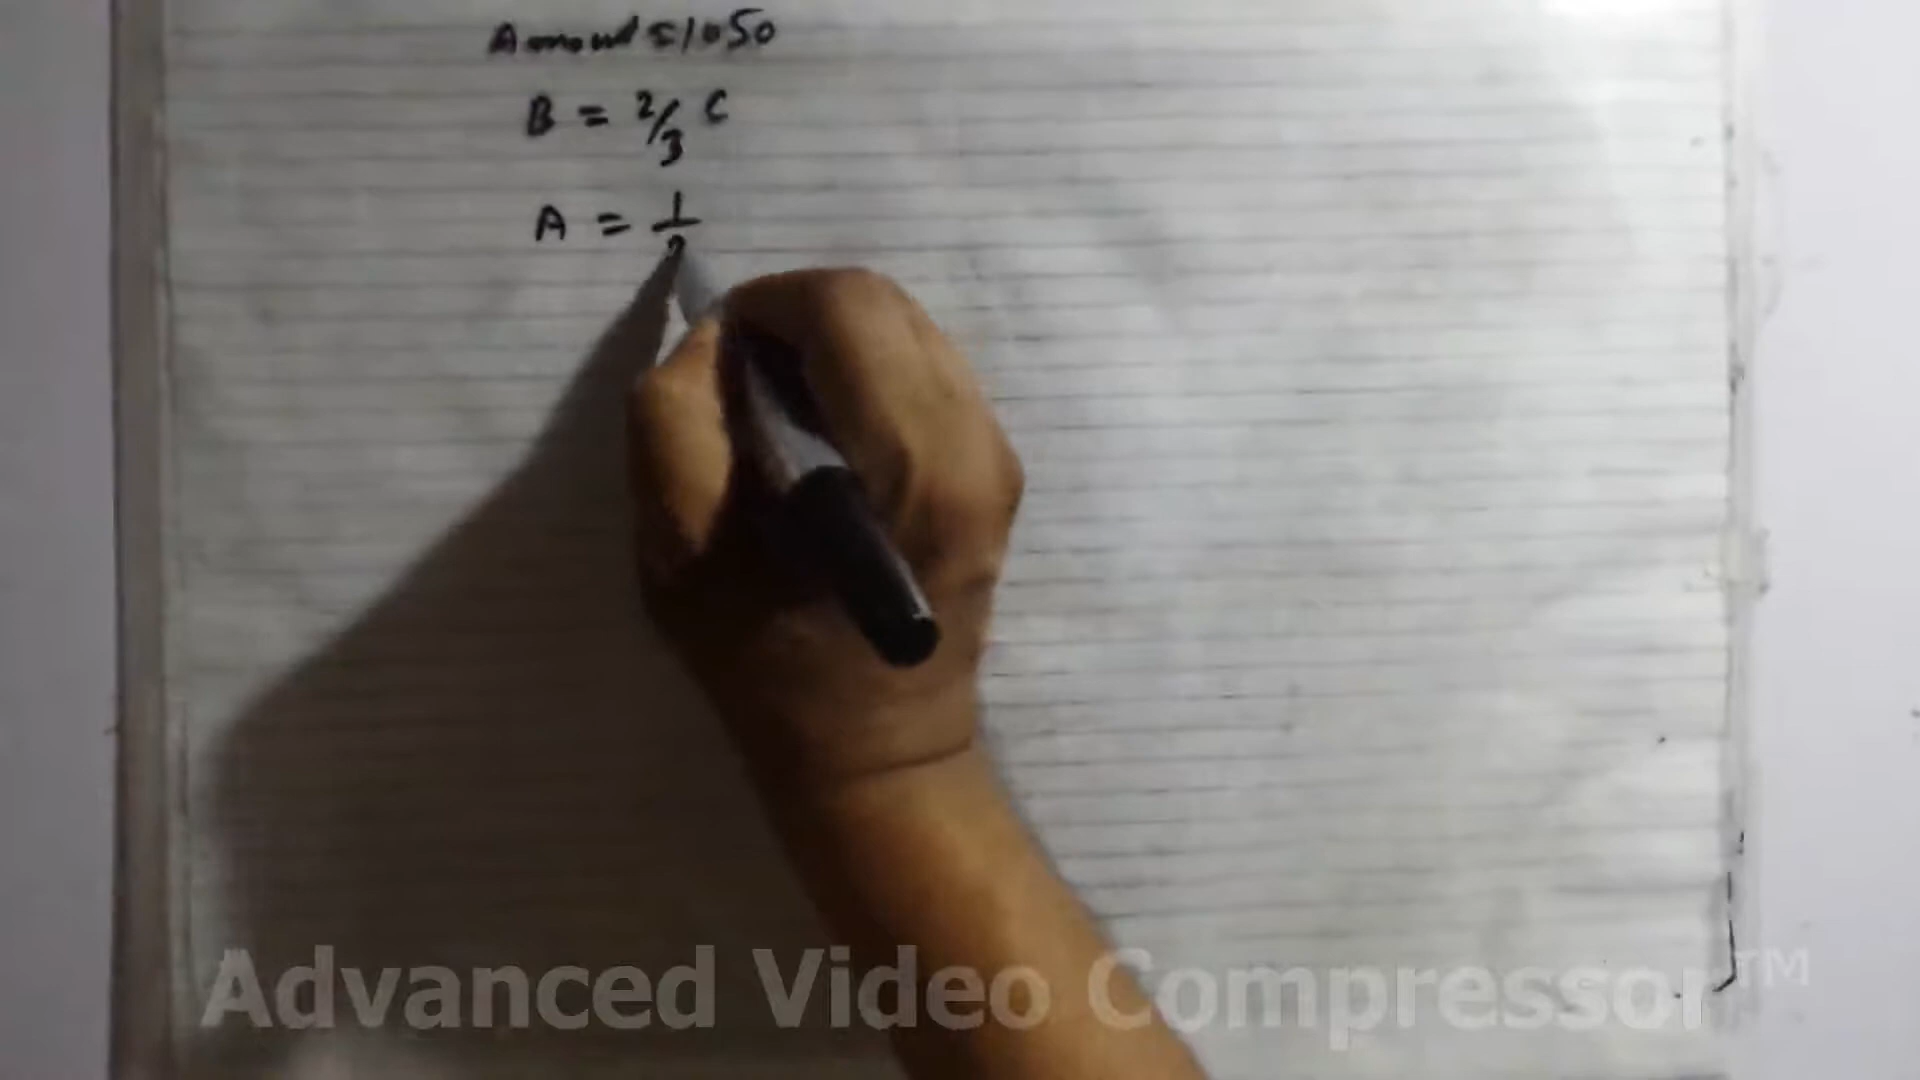 Amount = 1050
B = 2/3 C
A = 1/
Advanced Video Compressor™